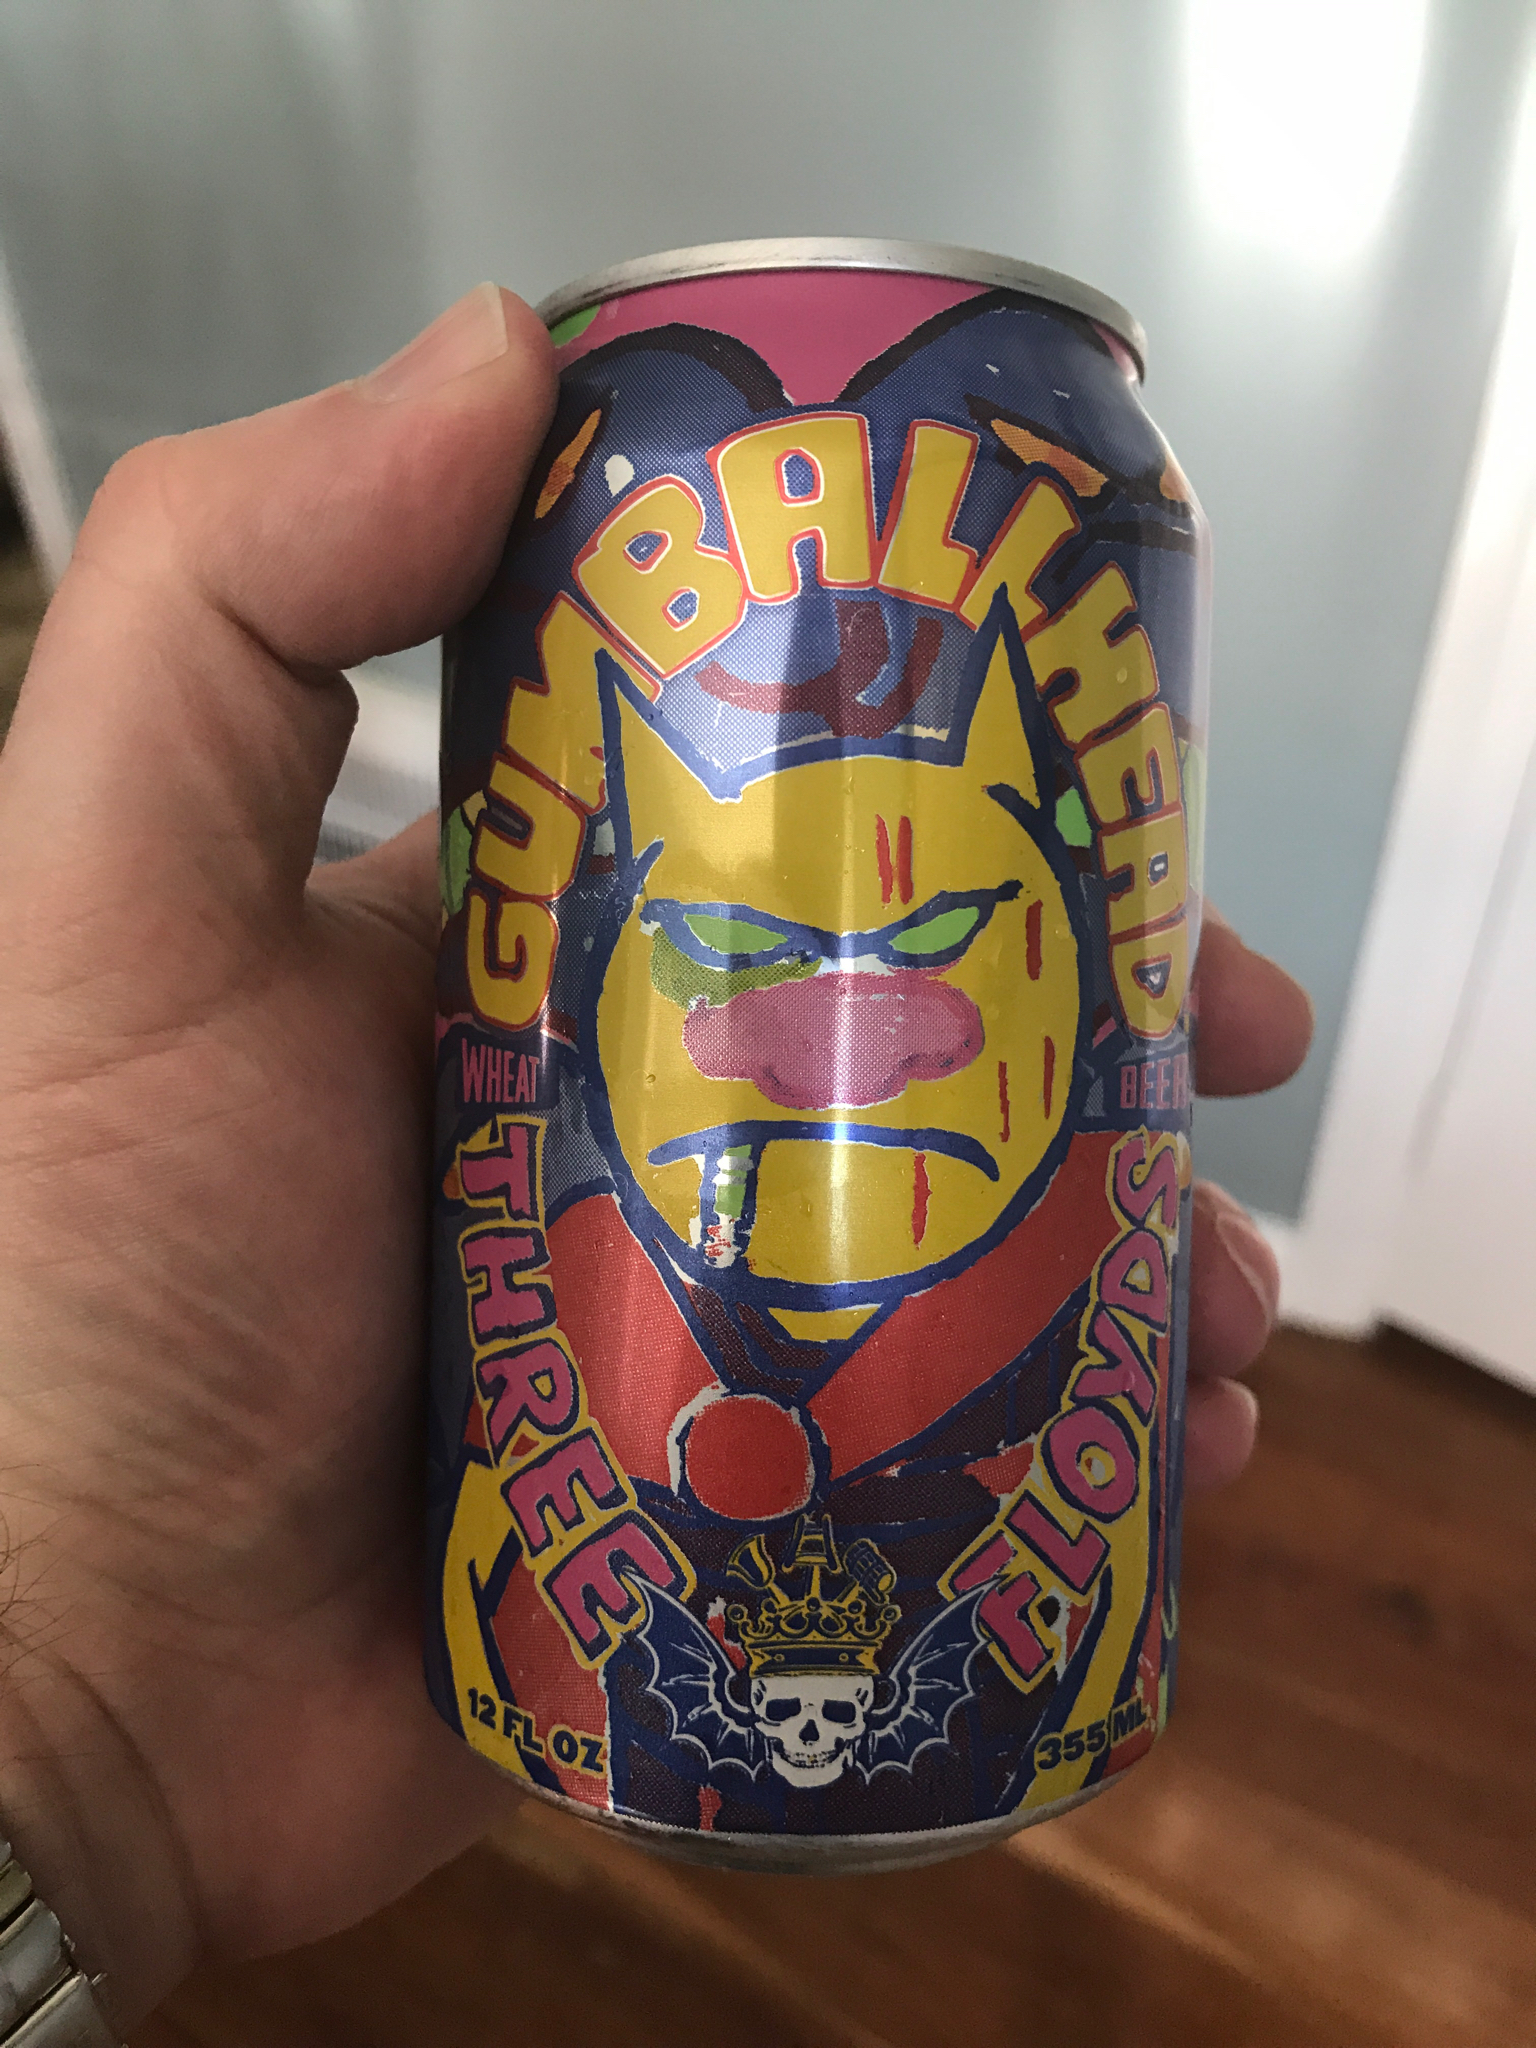 GUMBALLHEAD
WHEAT BEER
THREE FLOYDS
12 FL OZ 355 ML